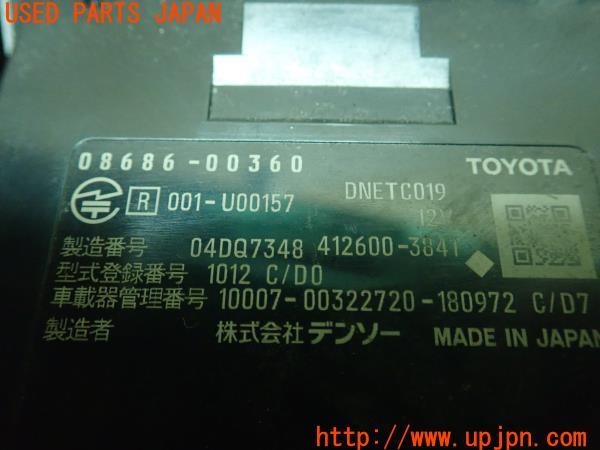 USED PARTS JAPAN
08686-00360 TOYOTA
R 001-U00157 DNETC019
12V
製造番号 04DQ7348 412600-3841
型式登録番号 1012 C/D0
車載器管理番号 10007-00322720-180972 C/D7
製造者 株式会社デンソー MADE IN JAPAN
UPJ http://www.upjpn.com